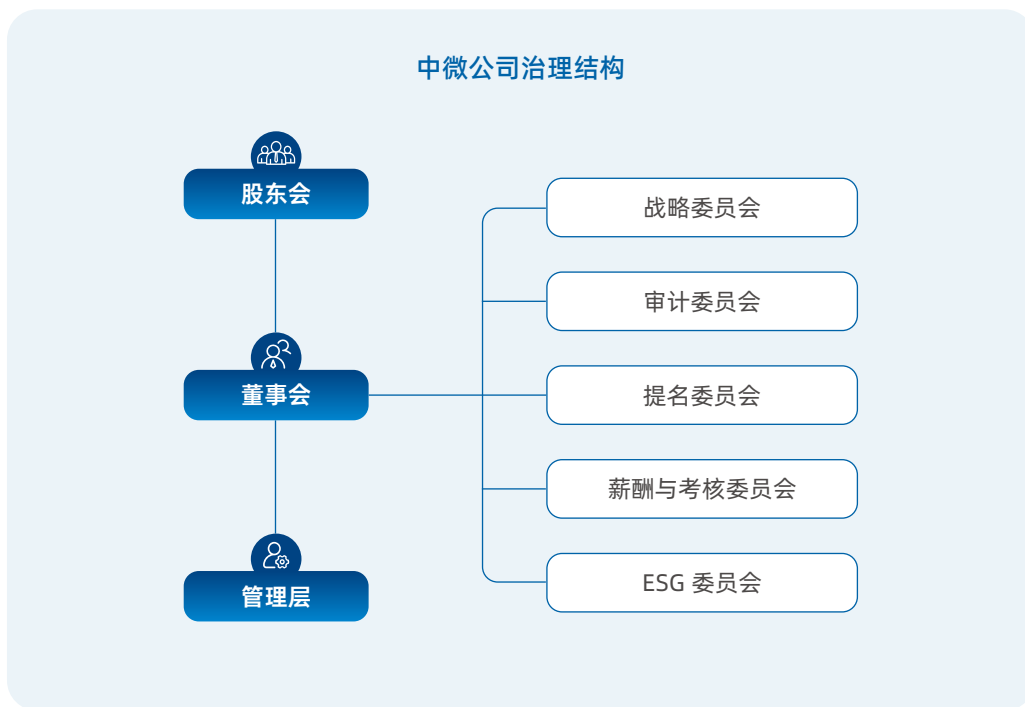 中微公司治理结构
股东会
董事会
管理层
战略委员会
审计委员会
提名委员会
薪酬与考核委员会
ESG 委员会